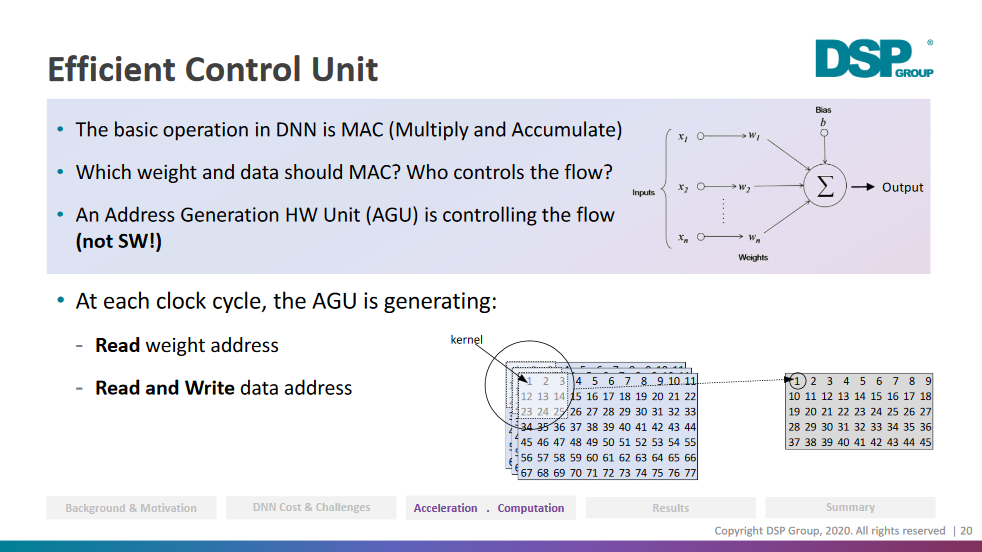 Efficient Control Unit
DSP GROUP ®
• The basic operation in DNN is MAC (Multiply and Accumulate)
• Which weight and data should MAC? Who controls the flow?
• An Address Generation HW Unit (AGU) is controlling the flow
(not SW!)
Bias
b
Inputs
x1 w1
x2 w2
xn wn
Weights
Σ
Output
• At each clock cycle, the AGU is generating:
- Read weight address
- Read and Write data address
kernel
1 2 3 4 5 6 7 8 9 10 11
12 13 14 15 16 17 18 19 20 21 22
23 24 25 26 27 28 29 30 31 32 33
34 35 36 37 38 39 40 41 42 43 44
45 46 47 48 49 50 51 52 53 54 55
56 57 58 59 60 61 62 63 64 65 66
67 68 69 70 71 72 73 74 75 76 77
1 2 3 4 5 6 7 8 9
10 11 12 13 14 15 16 17 18
19 20 21 22 23 24 25 26 27
28 29 30 31 32 33 34 35 36
37 38 39 40 41 42 43 44 45
Background & Motivation
DNN Cost & Challenges
Acceleration . Computation
Results
Summary
Copyright DSP Group, 2020. All rights reserved | 20